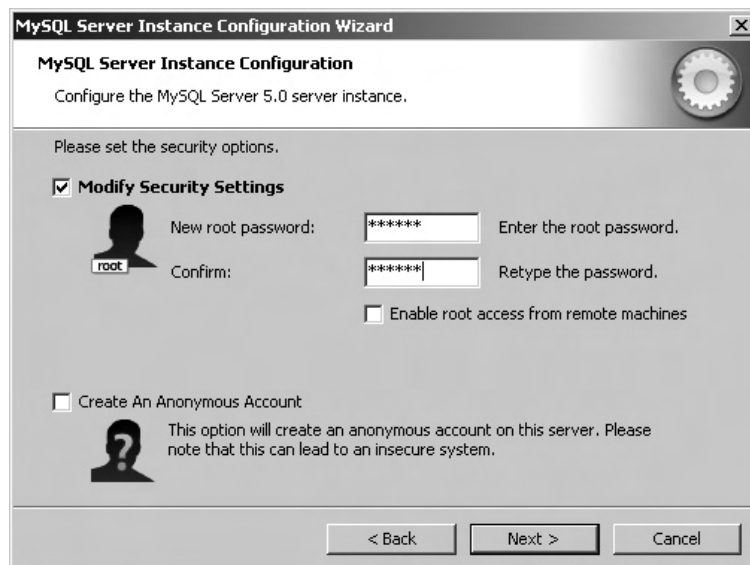 MySQL Server Instance Configuration Wizard
MySQL Server Instance Configuration
Configure the MySQL Server 5.0 server instance.
Please set the security options.
Modify Security Settings
New root password: ****** Enter the root password.
root
Confirm: ****** Retype the password.
Enable root access from remote machines
Create An Anonymous Account
?
This option will create an anonymous account on this server. Please
note that this can lead to an insecure system.
< Back Next > Cancel